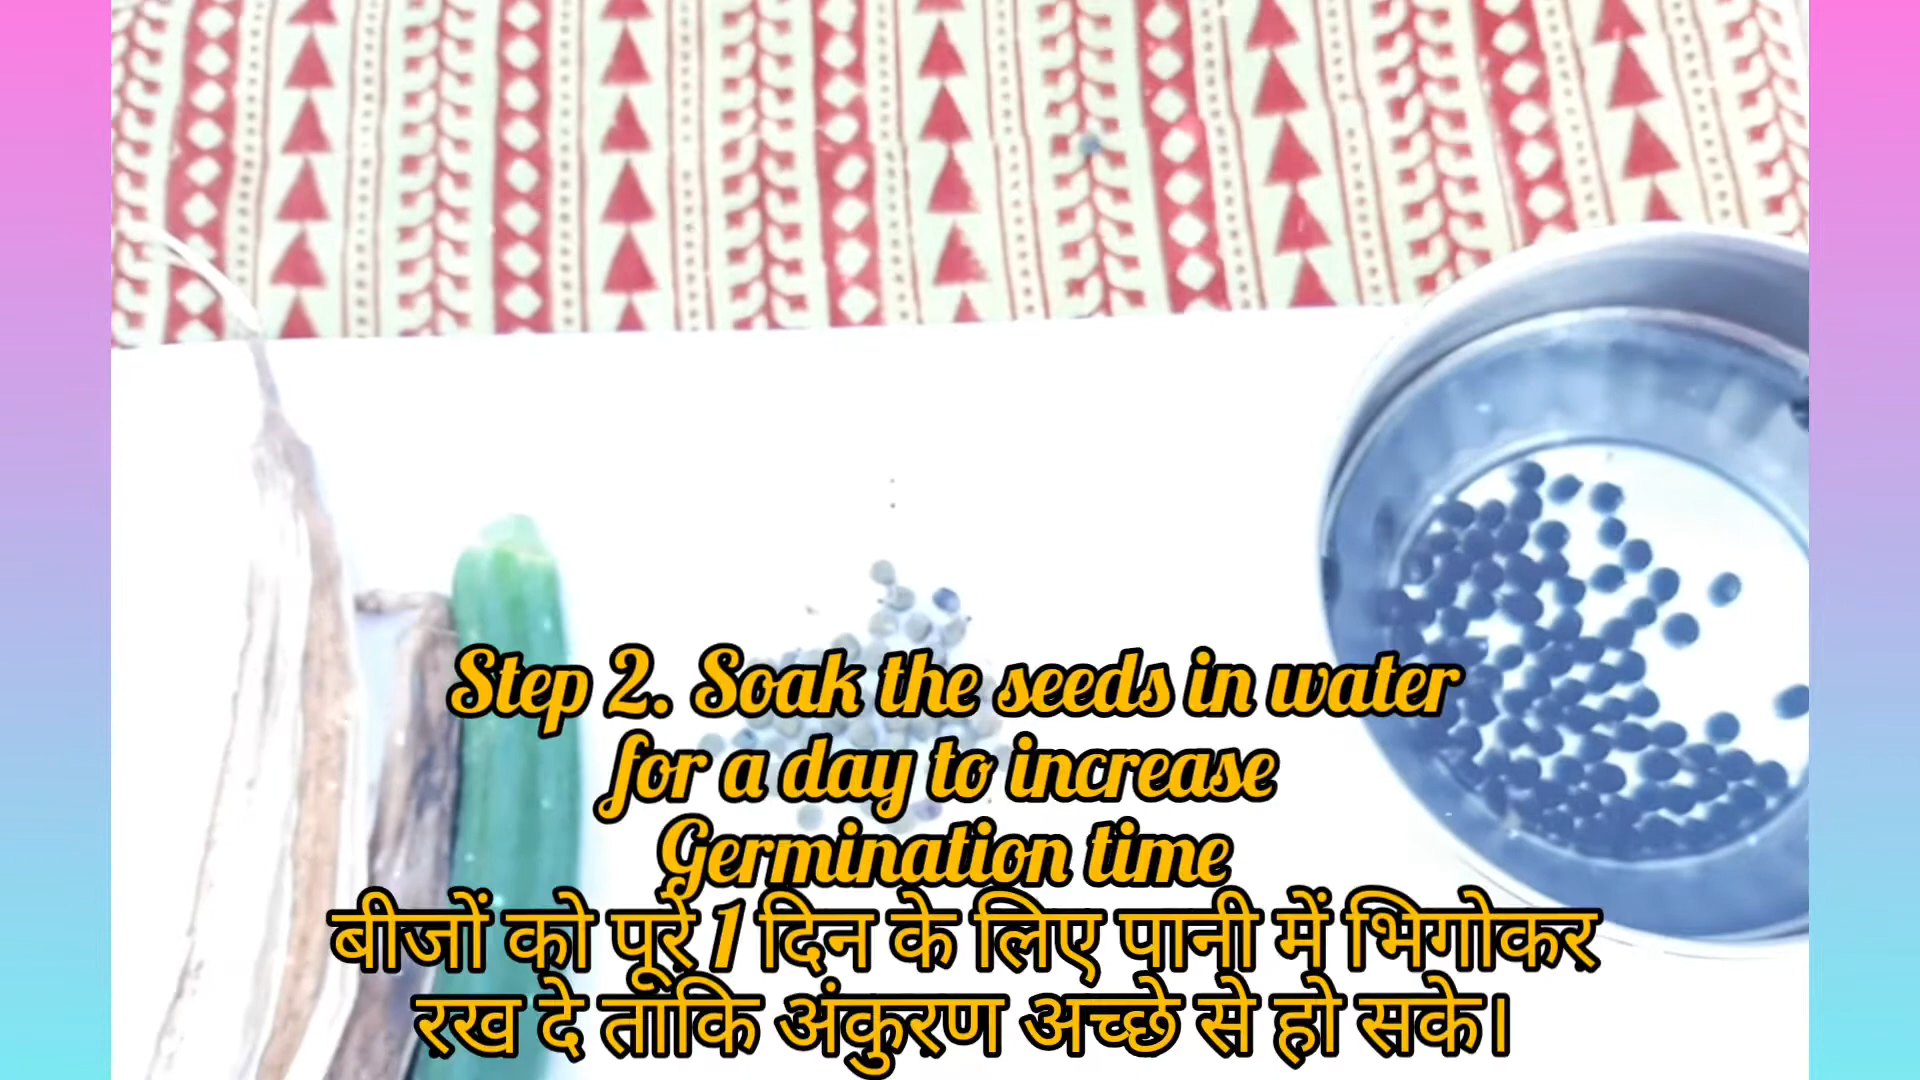 Step 2. Soak the seeds in water
for a day to increase
Germination time
बीजों को पूरे 1 दिन के लिए पानी में भिगोकर
रख दे ताकि अंकुरण अच्छे से हो सके।